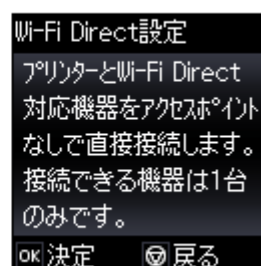 Wi-Fi Direct設定
ﾌﾟﾘﾝﾀｰとWi-Fi Direct
対応機器をｱｸｾｽﾎﾟｲﾝﾄ
なしで直接接続します。
接続できる機器は1台
のみです。
OK 決定 戻る